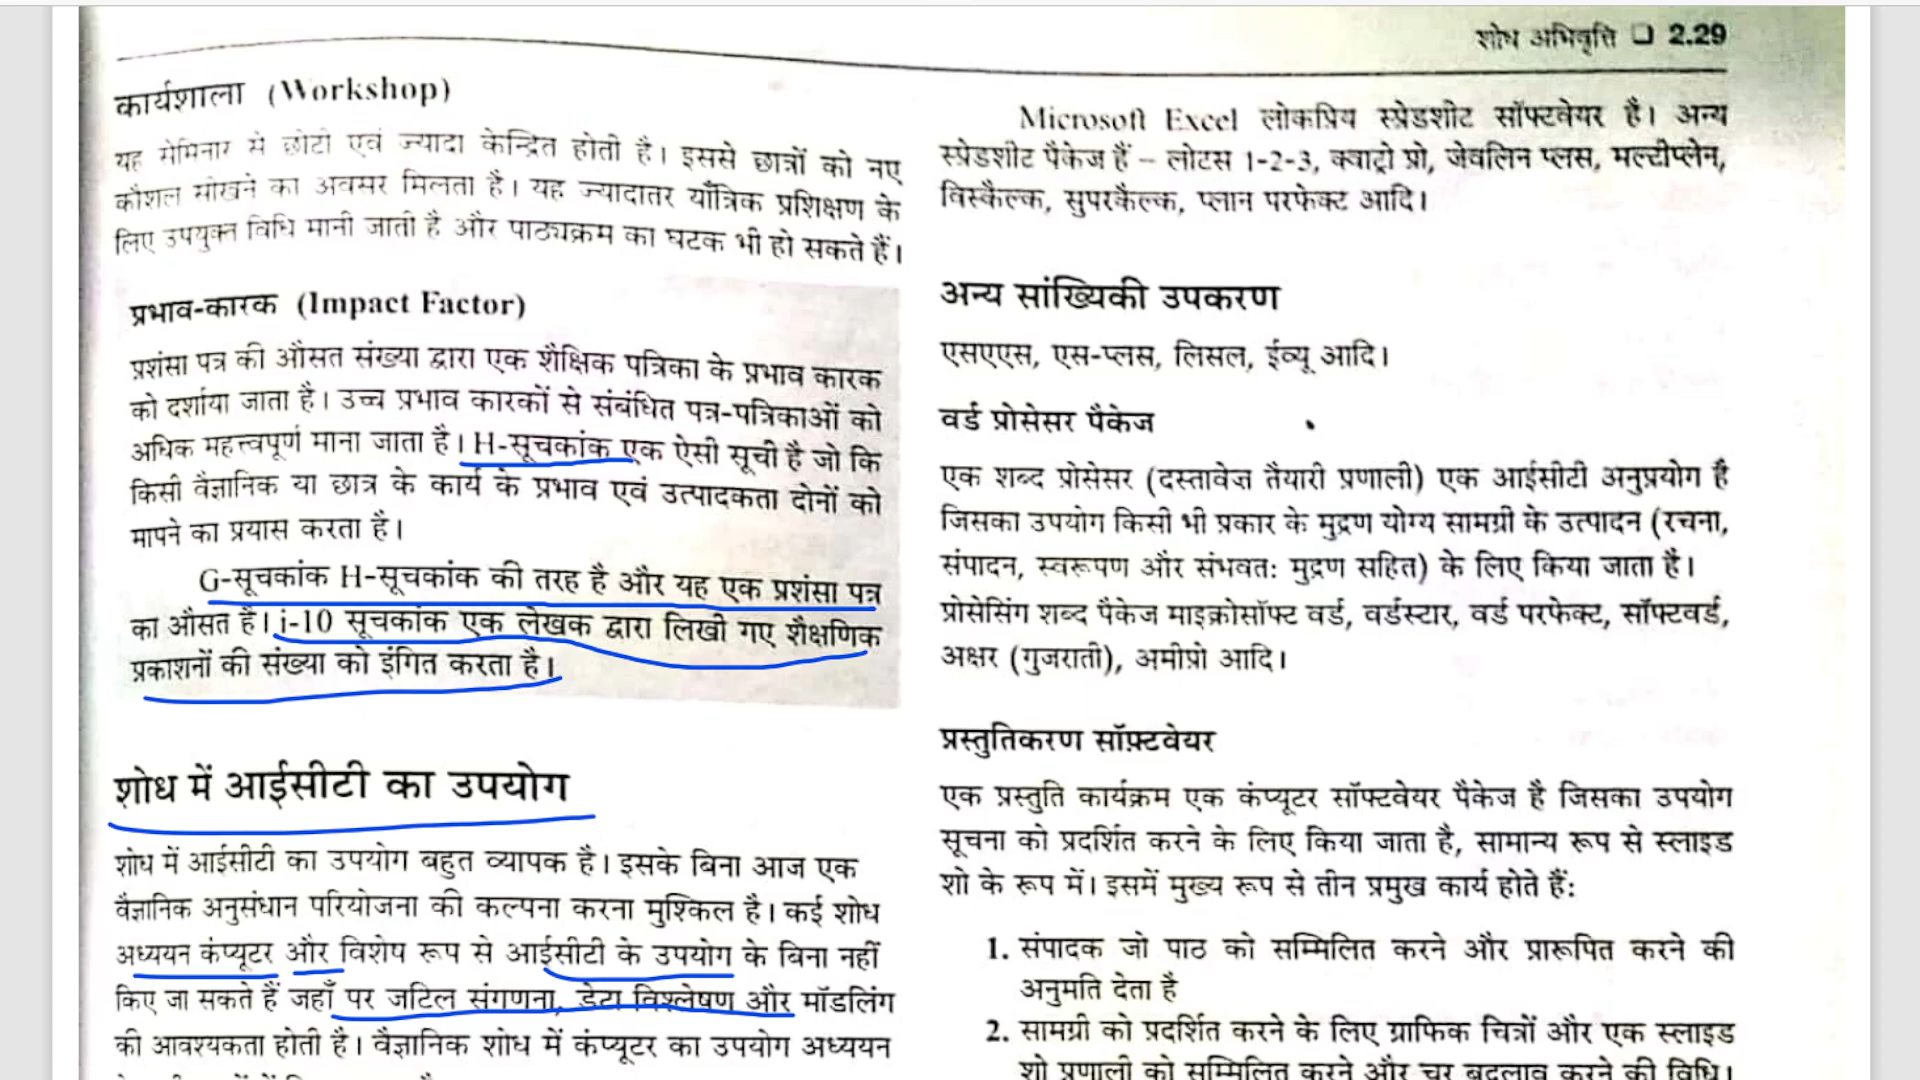 शोध अभिवृत्ति ❑ 2.29
कार्यशाला (Workshop)
यह सेमिनार से छोटी एवं ज्यादा केन्द्रित होती है। इससे छात्रों को नए
कौशल सीखने का अवसर मिलता है। यह ज्यादातर याँत्रिक प्रशिक्षण के
लिए उपयुक्त विधि मानी जाती है और पाठ्यक्रम का घटक भी हो सकते हैं।
प्रभाव-कारक (Impact Factor)
प्रशंसा पत्र की औसत संख्या द्वारा एक शैक्षिक पत्रिका के प्रभाव कारक
को दर्शाया जाता है। उच्च प्रभाव कारकों से संबंधित पत्र-पत्रिकाओं को
अधिक महत्त्वपूर्ण माना जाता है। H-सूचकांक एक ऐसी सूची है जो कि
किसी वैज्ञानिक या छात्र के कार्य के प्रभाव एवं उत्पादकता दोनों को
मापने का प्रयास करता है।
G-सूचकांक H-सूचकांक की तरह है और यह एक प्रशंसा पत्र
का औसत है। i-10 सूचकांक एक लेखक द्वारा लिखी गए शैक्षणिक
प्रकाशनों की संख्या को इंगित करता है।
शोध में आईसीटी का उपयोग
शोध में आईसीटी का उपयोग बहुत व्यापक है। इसके बिना आज एक
वैज्ञानिक अनुसंधान परियोजना की कल्पना करना मुश्किल है। कई शोध
अध्ययन कंप्यूटर और विशेष रूप से आईसीटी के उपयोग के बिना नहीं
किए जा सकते हैं जहाँ पर जटिल संगणना, डेटा विश्लेषण और मॉडलिंग
की आवश्यकता होती है। वैज्ञानिक शोध में कंप्यूटर का उपयोग अध्ययन
Microsoft Excel लोकप्रिय स्प्रेडशीट सॉफ्टवेयर है। अन्य
स्प्रेडशीट पैकेज हैं – लोटस 1-2-3, क्वाट्रो प्रो, जेवलिन प्लस, मल्टीप्लेन,
विस्कैल्क, सुपरकैल्क, प्लान परफेक्ट आदि।
अन्य सांख्यिकी उपकरण
एसएएस, एस-प्लस, लिसल, ईव्यू आदि।
वर्ड प्रोसेसर पैकेज
एक शब्द प्रोसेसर (दस्तावेज़ तैयारी प्रणाली) एक आईसीटी अनुप्रयोग है
जिसका उपयोग किसी भी प्रकार के मुद्रण योग्य सामग्री के उत्पादन (रचना,
संपादन, स्वरूपण और संभवतः मुद्रण सहित) के लिए किया जाता है।
प्रोसेसिंग शब्द पैकेज माइक्रोसॉफ्ट वर्ड, वर्डस्टार, वर्ड परफेक्ट, सॉफ्टवर्ड,
अक्षर (गुजराती), अमीप्रो आदि।
प्रस्तुतिकरण सॉफ़्टवेयर
एक प्रस्तुति कार्यक्रम एक कंप्यूटर सॉफ्टवेयर पैकेज है जिसका उपयोग
सूचना को प्रदर्शित करने के लिए किया जाता है, सामान्य रूप से स्लाइड
शो के रूप में। इसमें मुख्य रूप से तीन प्रमुख कार्य होते हैं:
1. संपादक जो पाठ को सम्मिलित करने और प्रारूपित करने की
अनुमति देता है
2. सामग्री को प्रदर्शित करने के लिए ग्राफिक चित्रों और एक स्लाइड
शो प्रणाली को सम्मिलित करने और चर बदलाव करने की विधि।